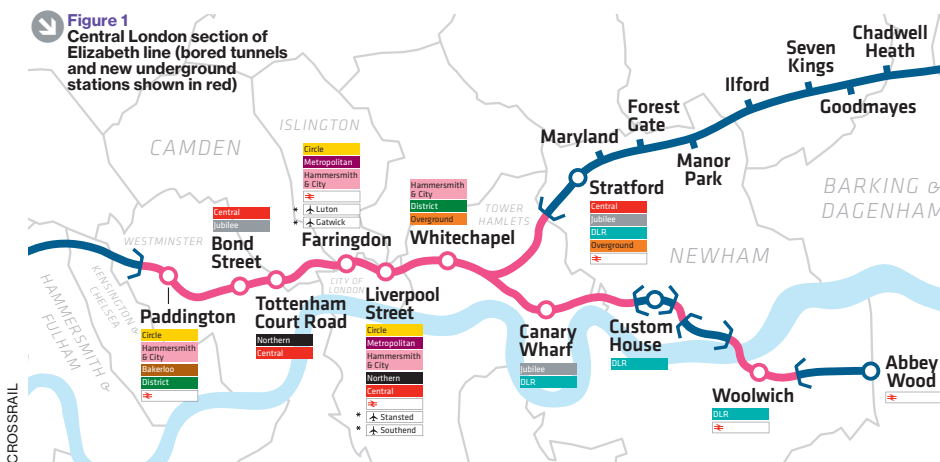 Figure 1
Central London section of
Elizabeth line (bored tunnels
and new underground
stations shown in red)
CAMDEN
ISLINGTON
WESTMINSTER
KENSINGTON &
CHELSEA
HAMMERSMITH &
FULHAM
CITY OF
LONDON
TOWER
HAMLETS
NEWHAM
BARKING &
DAGENHAM
Paddington
Circle
Hammersmith
& City
Bakerloo
District
Central
Jubilee
Bond
Street
Tottenham
Court Road
Northern
Central
Circle
Metropolitan
Hammersmith
& City
* Luton
* Gatwick
Farringdon
Liverpool
Street
Circle
Metropolitan
Hammersmith
& City
Northern
Central
* Stansted
* Southend
Hammersmith
& City
District
Overground
Whitechapel
Stratford
Central
Jubilee
DLR
Overground
Maryland
Forest
Gate
Manor
Park
Ilford
Seven
Kings
Goodmayes
Chadwell
Heath
Canary
Wharf
Jubilee
DLR
Custom
House
DLR
Woolwich
DLR
Abbey
Wood
CROSSRAIL